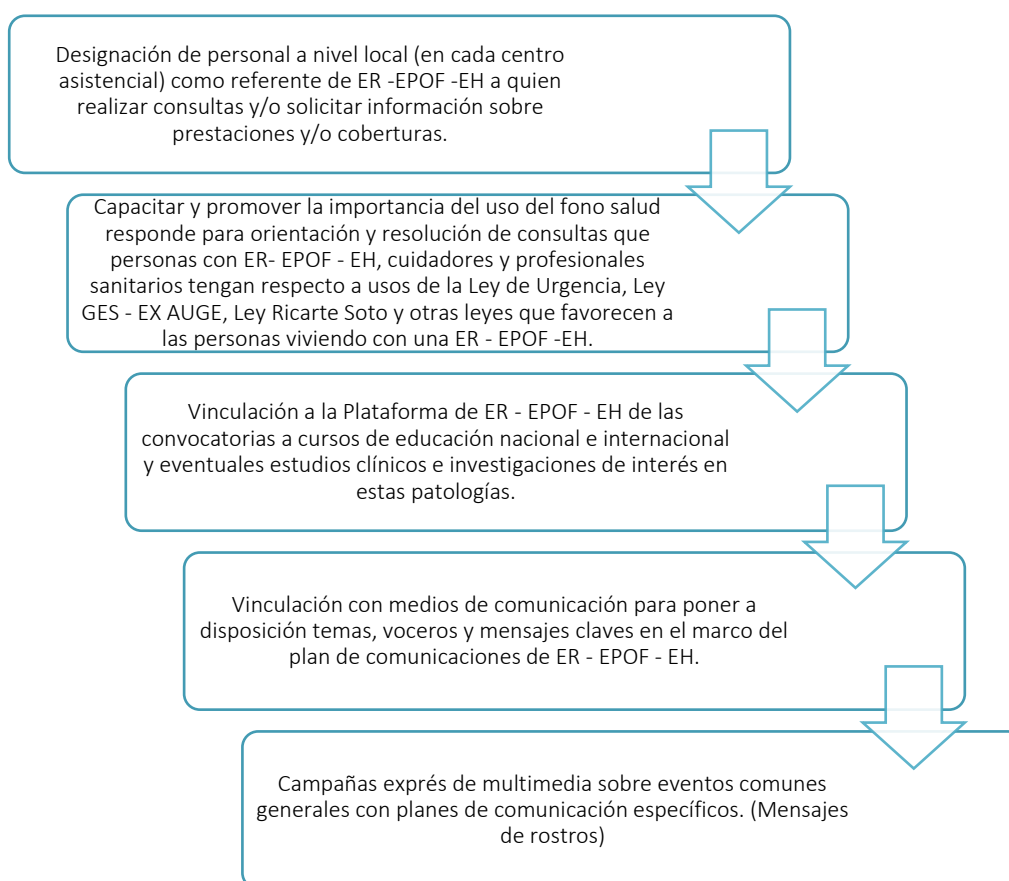 Designación de personal a nivel local (en cada centro
asistencial) como referente de ER -EPOF -EH a quien
realizar consultas y/o solicitar información sobre
prestaciones y/o coberturas.
Capacitar y promover la importancia del uso del fono salud
responde para orientación y resolución de consultas que
personas con ER- EPOF - EH, cuidadores y profesionales
sanitarios tengan respecto a usos de la Ley de Urgencia, Ley
GES - EX AUGE, Ley Ricarte Soto y otras leyes que favorecen a
las personas viviendo con una ER - EPOF -EH.
Vinculación a la Plataforma de ER - EPOF - EH de las
convocatorias a cursos de educación nacional e internacional
y eventuales estudios clínicos e investigaciones de interés en
estas patologías.
Vinculación con medios de comunicación para poner a
disposición temas, voceros y mensajes claves en el marco del
plan de comunicaciones de ER - EPOF - EH.
Campañas exprés de multimedia sobre eventos comunes
generales con planes de comunicación específicos. (Mensajes
de rostros)